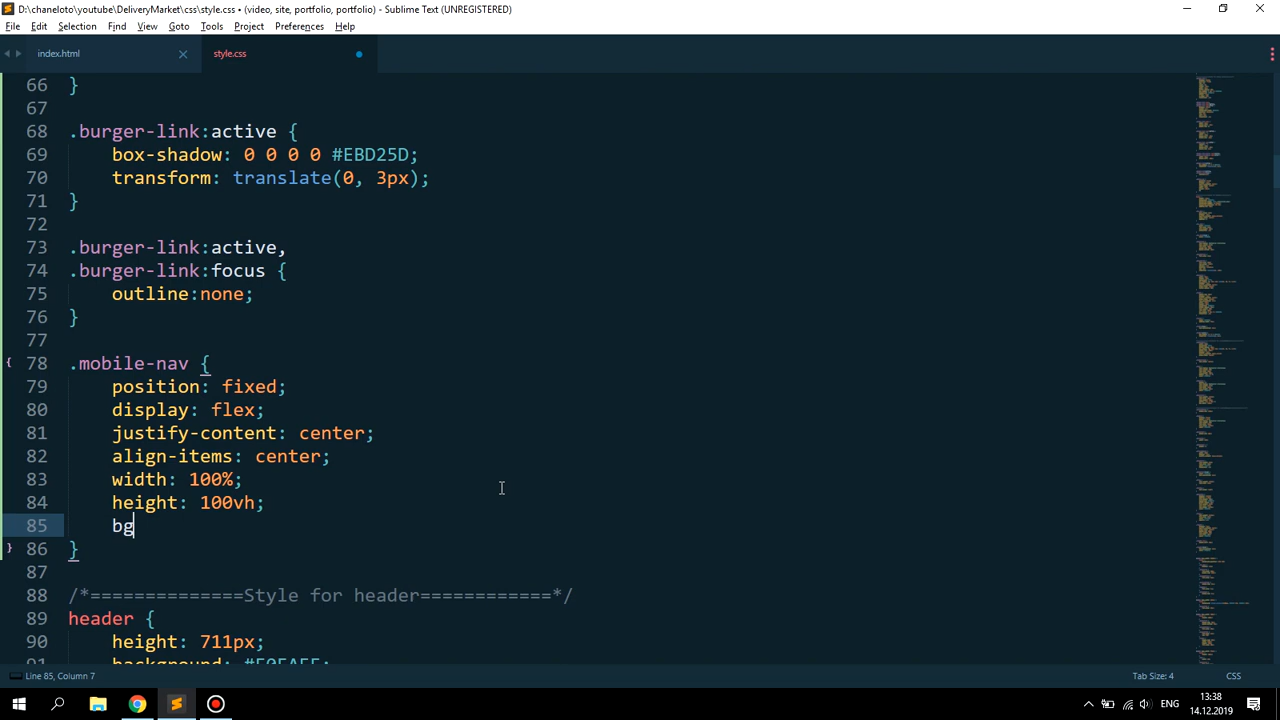 D:\chaneloto\youtube\DeliveryMarket\css\style.css • (video, site, portfolio, portfolio) - Sublime Text (UNREGISTERED)
File Edit Selection Find View Goto Tools Project Preferences Help
index.html style.css
66 }
67
68 .burger-link:active {
69 box-shadow: 0 0 0 0 #EBD25D;
70 transform: translate(0, 3px);
71 }
72
73 .burger-link:active,
74 .burger-link:focus {
75 outline:none;
76 }
77
{ 78 .mobile-nav {
79 position: fixed;
80 display: flex;
81 justify-content: center;
82 align-items: center;
83 width: 100%;
84 height: 100vh;
85 bg
} 86 }
87
88 /*==============Style for header============*/
89 header {
90 height: 711px;
91 background:
Line 85, Column 7 Tab Size: 4 CSS
ENG 13:38
14.12.2019